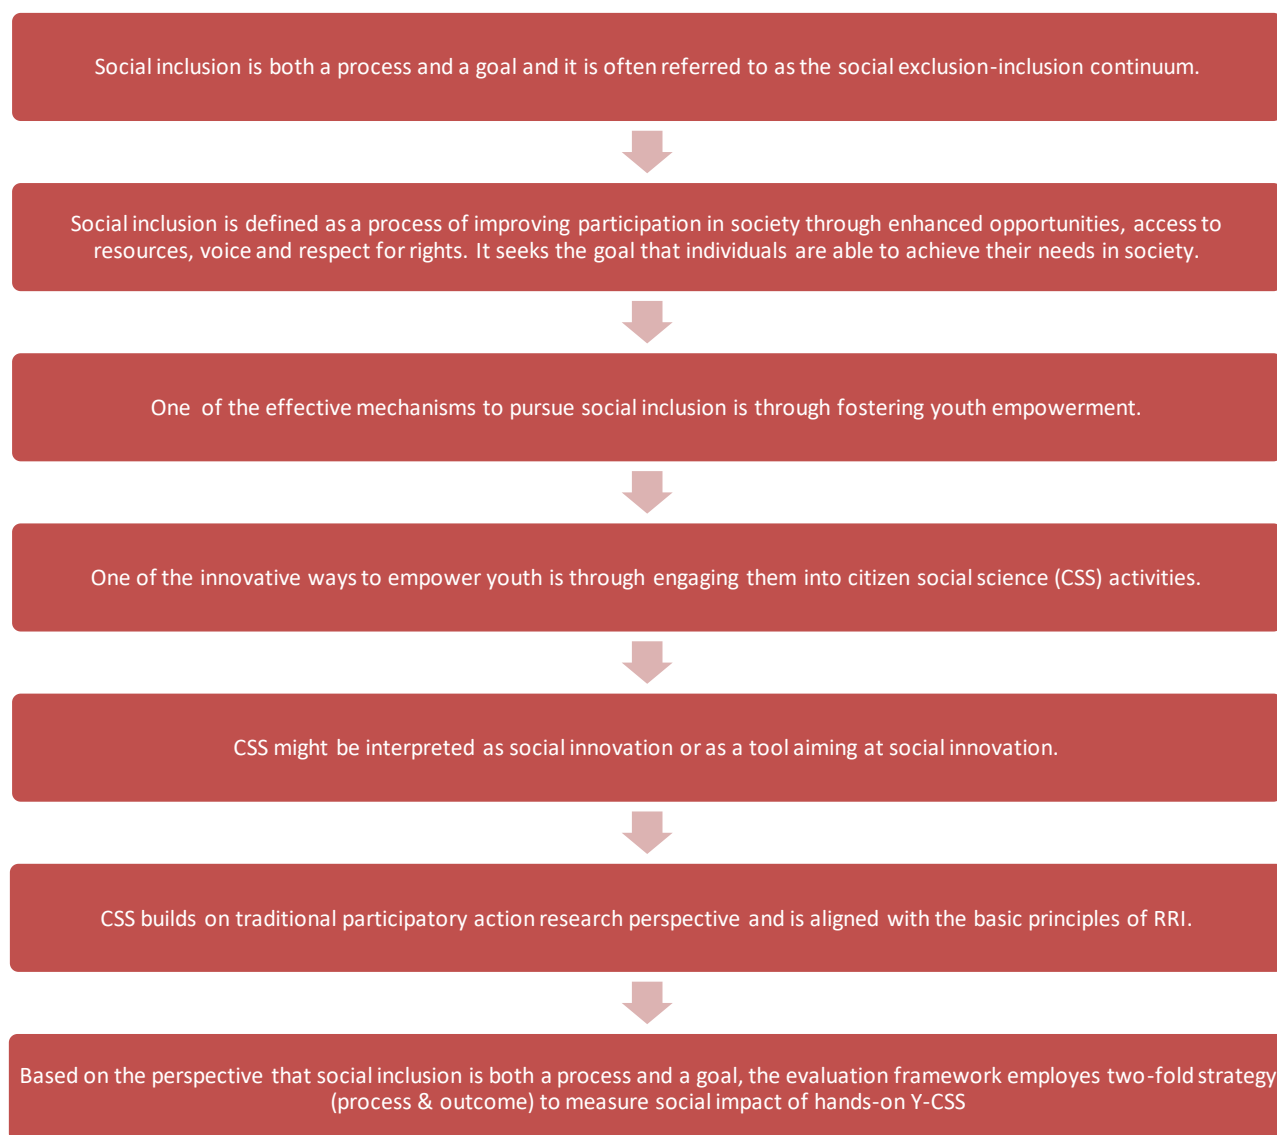 Social inclusion is both a process and a goal and it is often referred to as the social exclusion-inclusion continuum.
Social inclusion is defined as a process of improving participation in society through enhanced opportunities, access to
resources, voice and respect for rights. It seeks the goal that individuals are able to achieve their needs in society.
One of the effective mechanisms to pursue social inclusion is through fostering youth empowerment.
One of the innovative ways to empower youth is through engaging them into citizen social science (CSS) activities.
CSS might be interpreted as social innovation or as a tool aiming at social innovation.
CSS builds on traditional participatory action research perspective and is aligned with the basic principles of RRI.
Based on the perspective that social inclusion is both a process and a goal, the evaluation framework employes two-fold strategy
(process & outcome) to measure social impact of hands-on Y-CSS